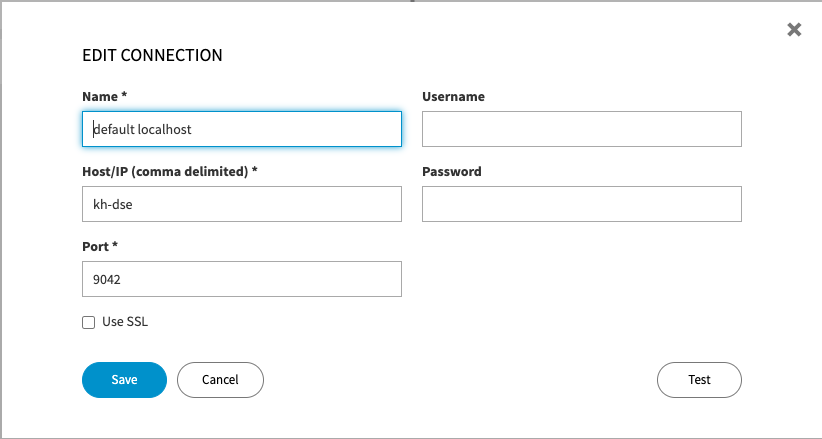 EDIT CONNECTION
Name *
Username
default localhost
Host/IP (comma delimited) *
Password
kh-dse
Port *
9042
Use SSL
Save
Cancel
Test